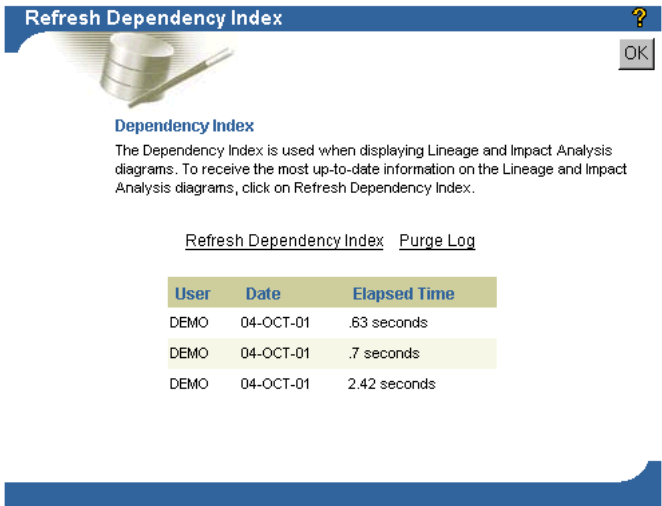 Refresh Dependency Index
?
OK
Dependency Index
The Dependency Index is used when displaying Lineage and Impact Analysis
diagrams. To receive the most up-to-date information on the Lineage and Impact
Analysis diagrams, click on Refresh Dependency Index.
Refresh Dependency Index Purge Log
User Date Elapsed Time
DEMO 04-OCT-01 .63 seconds
DEMO 04-OCT-01 .7 seconds
DEMO 04-OCT-01 2.42 seconds